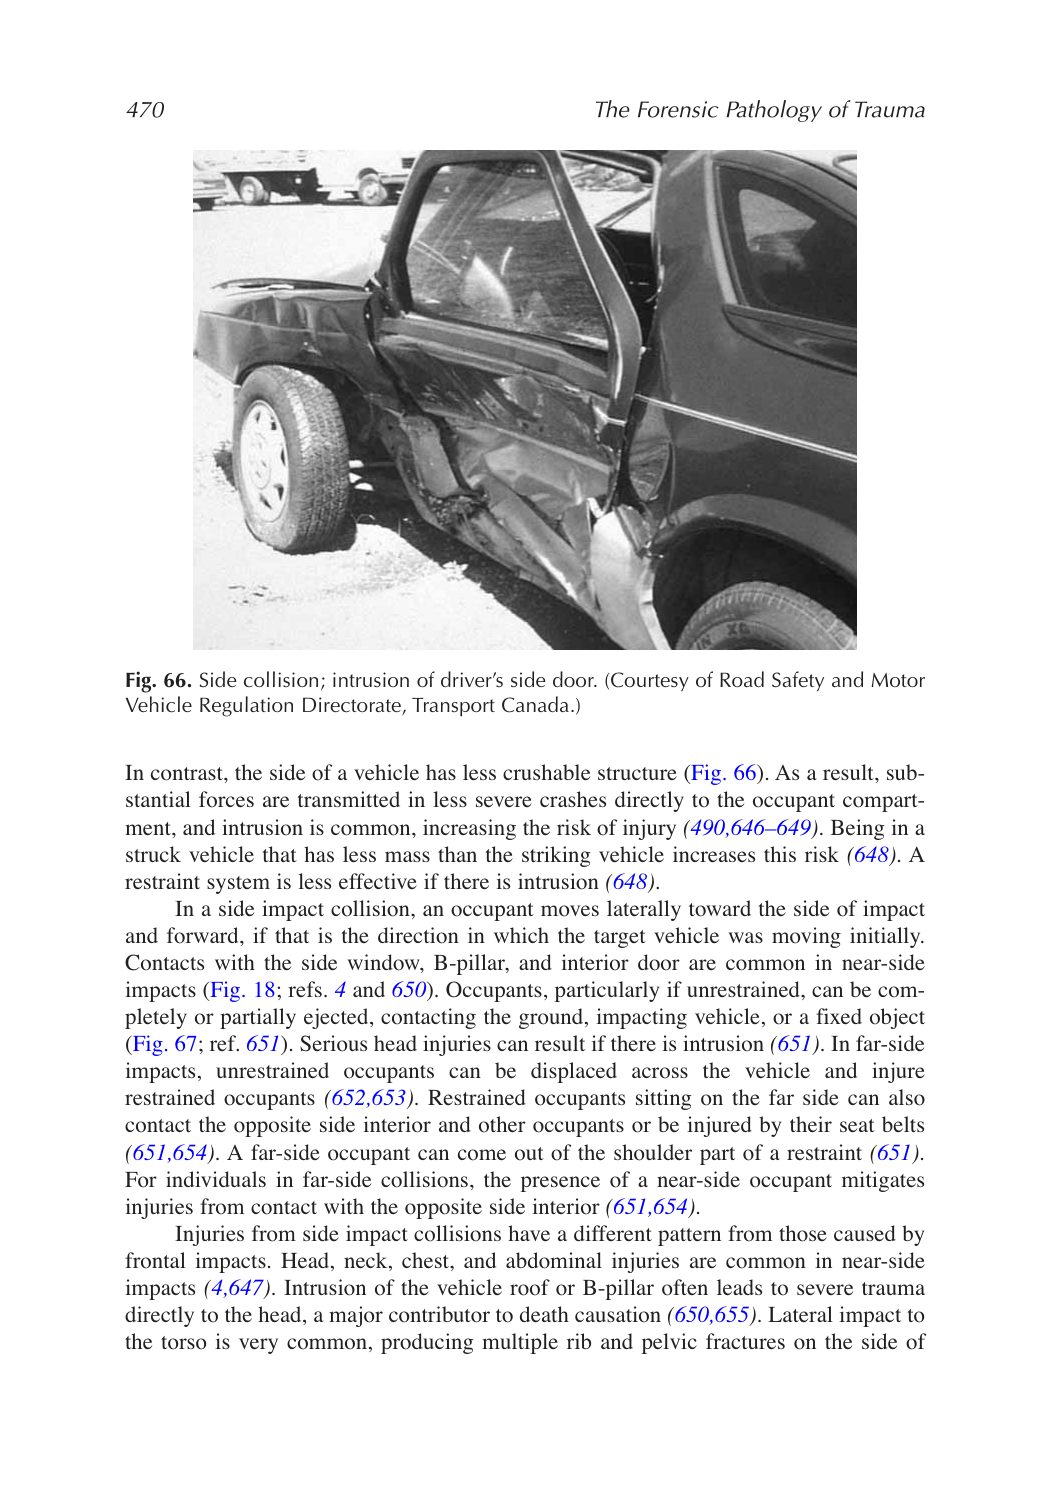 470
The Forensic Pathology of Trauma
Fig. 66. Side collision; intrusion of driver’s side door. (Courtesy of Road Safety and Motor
Vehicle Regulation Directorate, Transport Canada.)
In contrast, the side of a vehicle has less crushable structure (Fig. 66). As a result, sub-
stantial forces are transmitted in less severe crashes directly to the occupant compart-
ment, and intrusion is common, increasing the risk of injury (490,646–649). Being in a
struck vehicle that has less mass than the striking vehicle increases this risk (648). A
restraint system is less effective if there is intrusion (648).
In a side impact collision, an occupant moves laterally toward the side of impact
and forward, if that is the direction in which the target vehicle was moving initially.
Contacts with the side window, B-pillar, and interior door are common in near-side
impacts (Fig. 18; refs. 4 and 650). Occupants, particularly if unrestrained, can be com-
pletely or partially ejected, contacting the ground, impacting vehicle, or a fixed object
(Fig. 67; ref. 651). Serious head injuries can result if there is intrusion (651). In far-side
impacts, unrestrained occupants can be displaced across the vehicle and injure
restrained occupants (652,653). Restrained occupants sitting on the far side can also
contact the opposite side interior and other occupants or be injured by their seat belts
(651,654). A far-side occupant can come out of the shoulder part of a restraint (651).
For individuals in far-side collisions, the presence of a near-side occupant mitigates
injuries from contact with the opposite side interior (651,654).
Injuries from side impact collisions have a different pattern from those caused by
frontal impacts. Head, neck, chest, and abdominal injuries are common in near-side
impacts (4,647). Intrusion of the vehicle roof or B-pillar often leads to severe trauma
directly to the head, a major contributor to death causation (650,655). Lateral impact to
the torso is very common, producing multiple rib and pelvic fractures on the side of